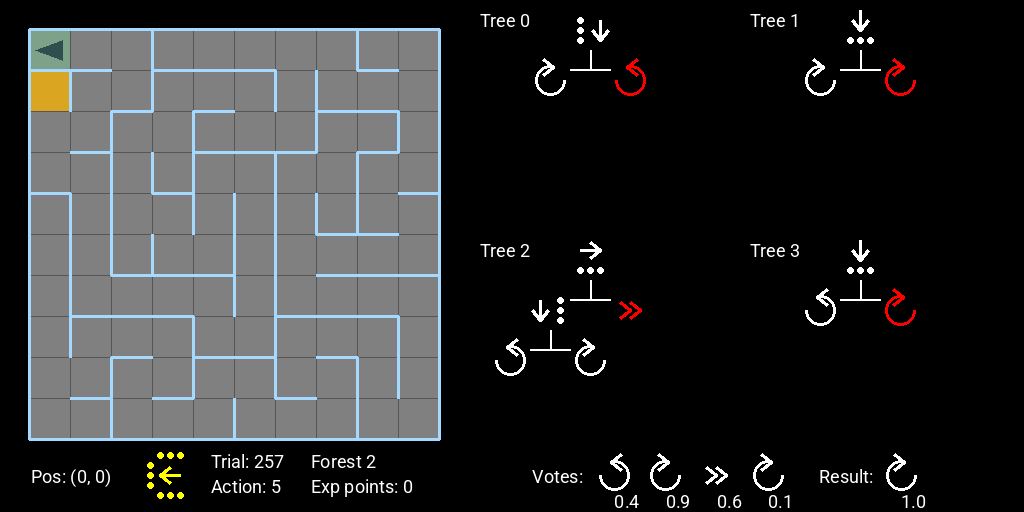 Tree 0
Tree 1
Tree 2
Tree 3
Pos: (0, 0)
Trial: 257
Forest 2
Action: 5
Exp points: 0
Votes:
0.4
0.9
0.6
0.1
Result:
1.0